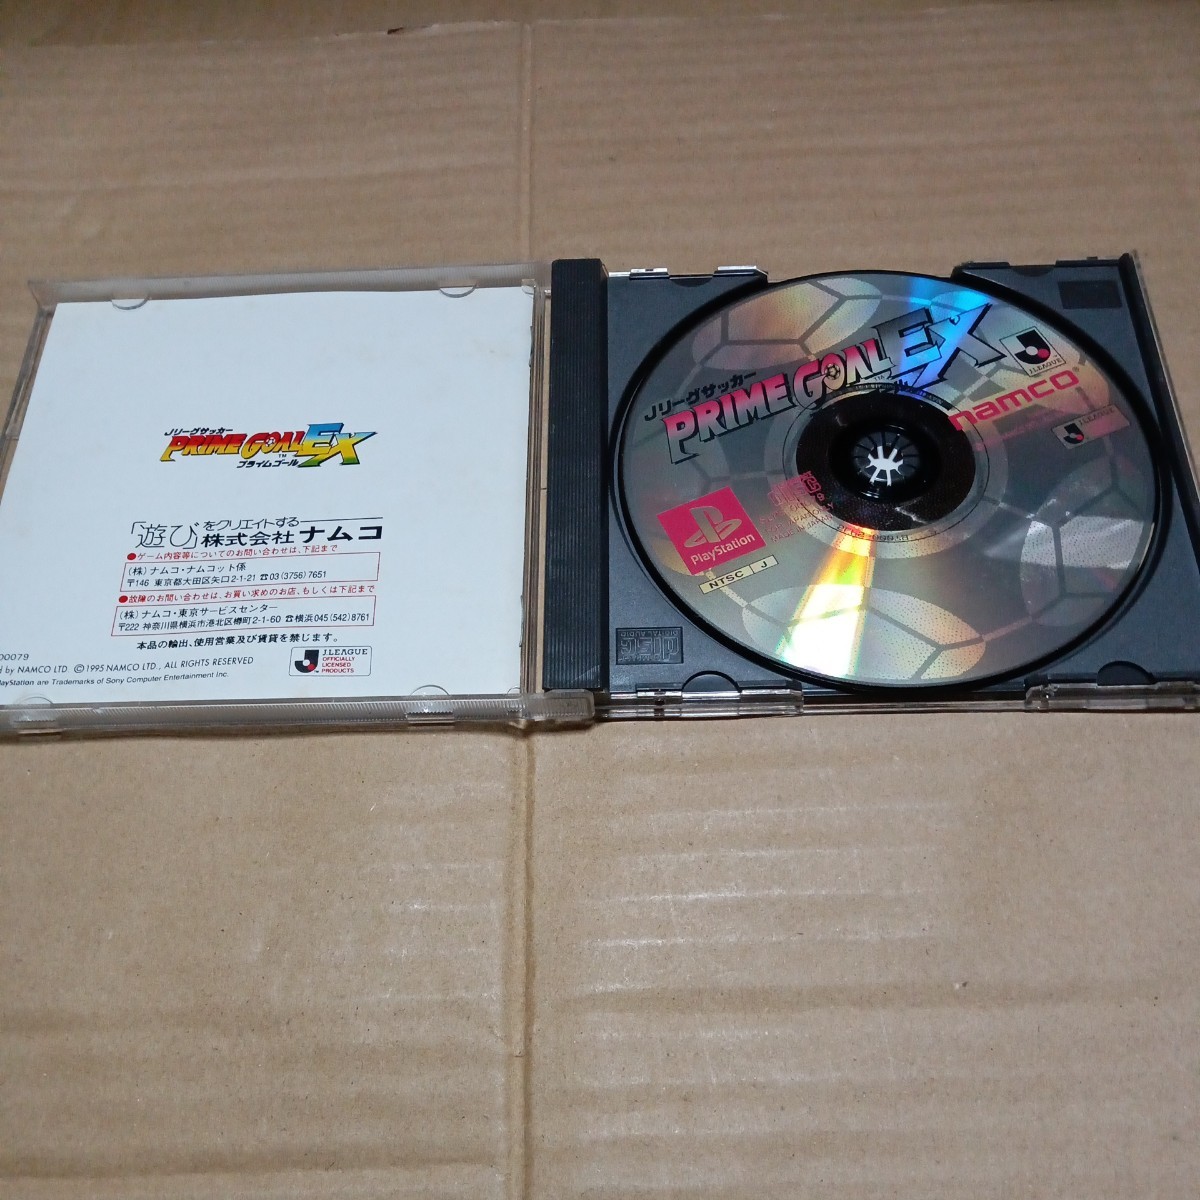 Jリーグサッカー
PRIME GOAL EX
TM
プライムゴール
「遊び」をクリエイトする
株式会社ナムコ
●ゲーム内容等についてのお問い合わせは、下記まで
(株)ナムコ・ナムコット係
〒146 東京都大田区矢口2-1-21 ☎03(3756)7651
●故障のお問い合わせは、お買い求めのお店、もしくは下記まで
(株)ナムコ・東京サービスセンター
〒222 神奈川県横浜市港北区樽町2-1-60 ☎横浜045(542)8761
本品の輸出、使用営業及び賃貸を禁じます。
00079
d by NAMCO LTD. ©1995 NAMCO LTD., ALL RIGHTS RESERVED
layStation are Trademarks of Sony Computer Entertainment Inc.
J.LEAGUE
OFFICIALLY
LICENSED
PRODUCTS
Jリーグサッカー
PRIME GOAL EX
J.LEAGUE
namco
J.LEAGUE
PlayStation
NTSC J
COMPACT
disc
DIGITAL AUDIO